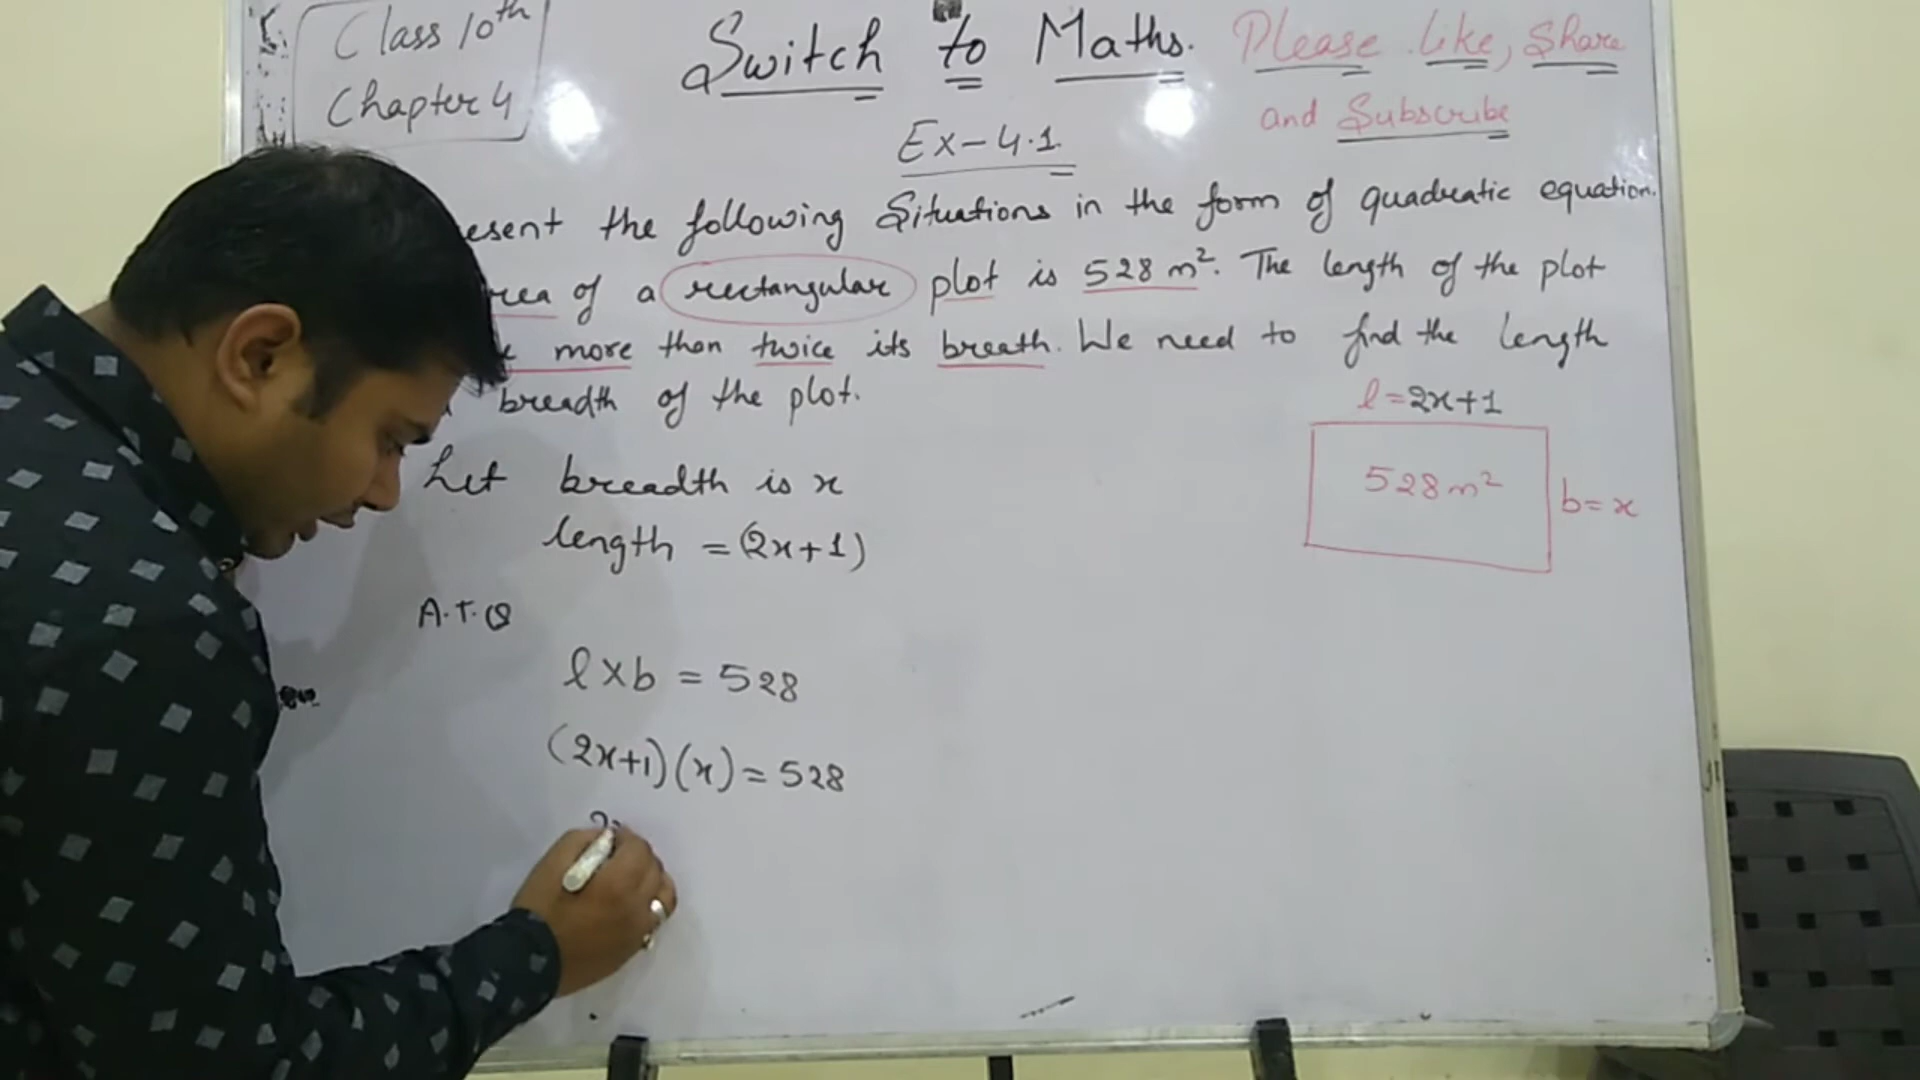 Class 10th
Chapter 4
Switch to Maths. Please Like, Share
and Subscribe
Ex-4.1
esent the following Situations in the form of quadratic equation.
rea of a rectangular plot is 528 m². The length of the plot
more than twice its breath. We need to find the length
breadth of the plot.
l=2x+1
528m²
b=x
Let breadth is x
length =(2x+1)
A.T.Q
l×b = 528
(2x+1)(x)=528